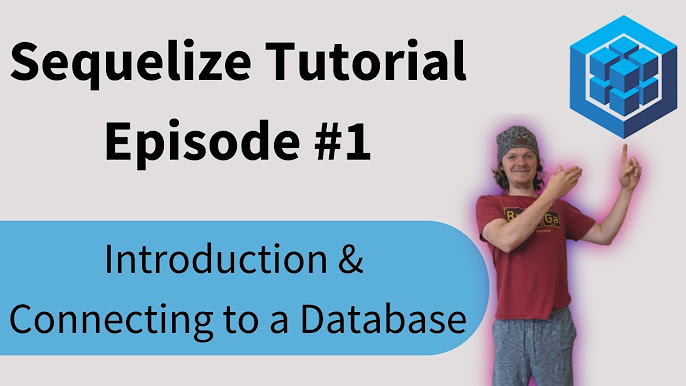 Sequelize Tutorial
Episode #1
Introduction &
Connecting to a Database